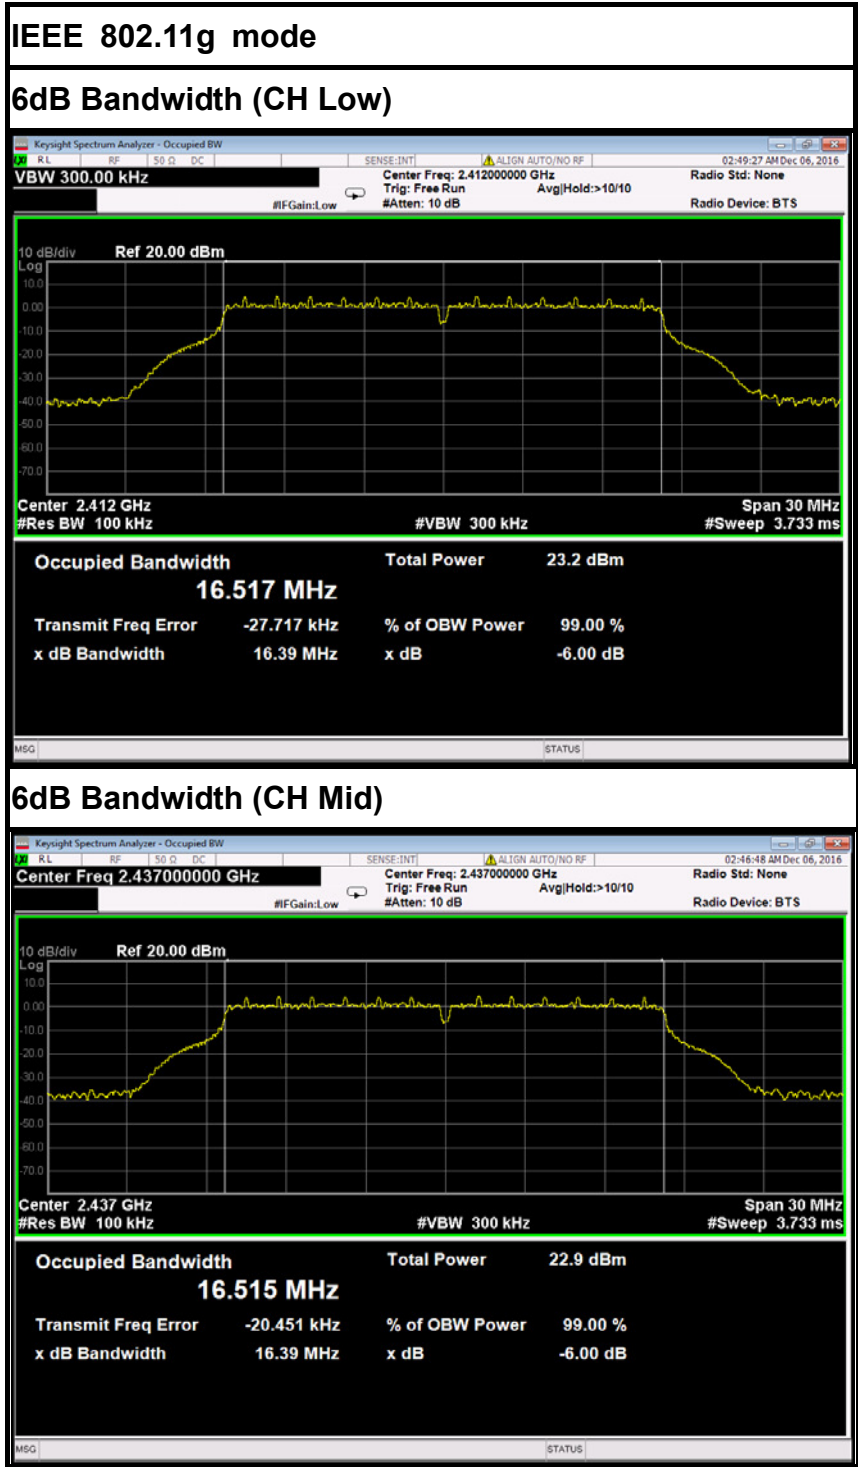 IEEE 802.11g mode
6dB Bandwidth (CH Low)
Keysight Spectrum Analyzer - Occupied BW
RL RF 50 Ω DC SENSE:INT ALIGN AUTO/NO RF 02:49:27 AM Dec 06, 2016
VBW 300.00 kHz Center Freq: 2.412000000 GHz Radio Std: None
Trig: Free Run Avg|Hold:>10/10
#IFGain:Low #Atten: 10 dB Radio Device: BTS
10 dB/div Ref 20.00 dBm
Log
10.0
0.00
-10.0
-20.0
-30.0
-40.0
-50.0
-60.0
-70.0
Center 2.412 GHz Span 30 MHz
#Res BW 100 kHz #VBW 300 kHz #Sweep 3.733 ms
Occupied Bandwidth Total Power 23.2 dBm
16.517 MHz
Transmit Freq Error -27.717 kHz % of OBW Power 99.00 %
x dB Bandwidth 16.39 MHz x dB -6.00 dB
MSG STATUS
6dB Bandwidth (CH Mid)
Keysight Spectrum Analyzer - Occupied BW
RL RF 50 Ω DC SENSE:INT ALIGN AUTO/NO RF 02:46:48 AM Dec 06, 2016
Center Freq 2.437000000 GHz Center Freq: 2.437000000 GHz Radio Std: None
Trig: Free Run Avg|Hold:>10/10
#IFGain:Low #Atten: 10 dB Radio Device: BTS
10 dB/div Ref 20.00 dBm
Log
10.0
0.00
-10.0
-20.0
-30.0
-40.0
-50.0
-60.0
-70.0
Center 2.437 GHz Span 30 MHz
#Res BW 100 kHz #VBW 300 kHz #Sweep 3.733 ms
Occupied Bandwidth Total Power 22.9 dBm
16.515 MHz
Transmit Freq Error -20.451 kHz % of OBW Power 99.00 %
x dB Bandwidth 16.39 MHz x dB -6.00 dB
MSG STATUS